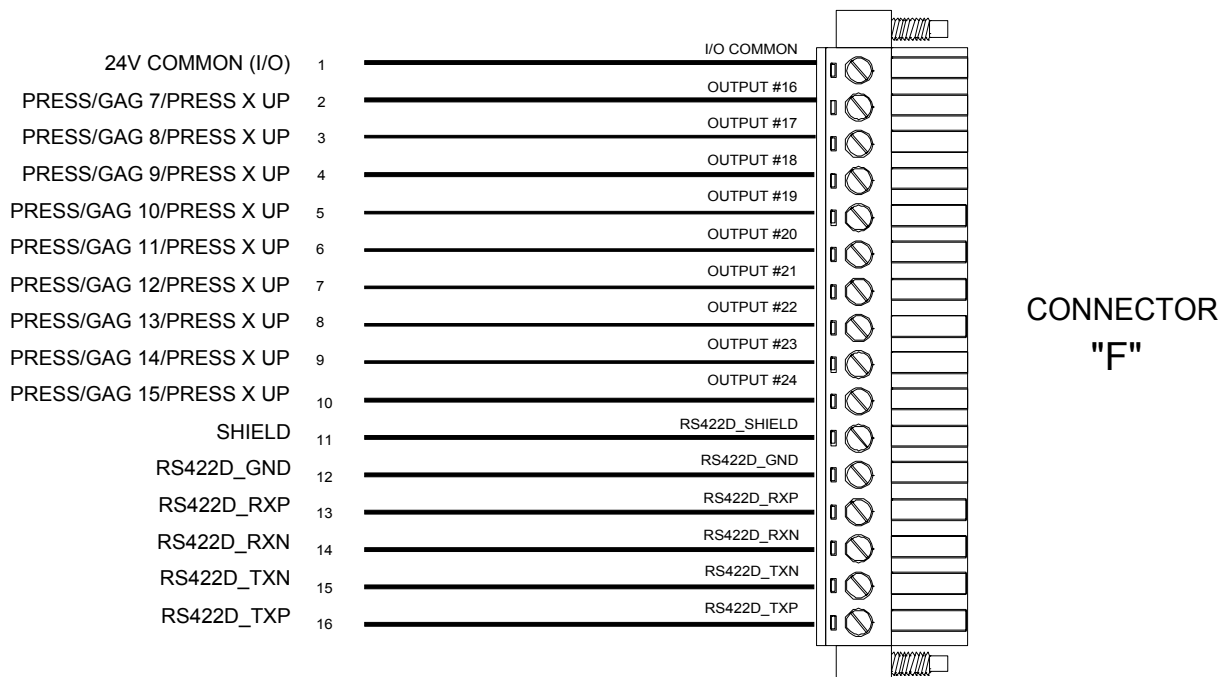 24V COMMON (I/O) 1 I/O COMMON
PRESS/GAG 7/PRESS X UP 2 OUTPUT #16
PRESS/GAG 8/PRESS X UP 3 OUTPUT #17
PRESS/GAG 9/PRESS X UP 4 OUTPUT #18
PRESS/GAG 10/PRESS X UP 5 OUTPUT #19
PRESS/GAG 11/PRESS X UP 6 OUTPUT #20
PRESS/GAG 12/PRESS X UP 7 OUTPUT #21
PRESS/GAG 13/PRESS X UP 8 OUTPUT #22
PRESS/GAG 14/PRESS X UP 9 OUTPUT #23
PRESS/GAG 15/PRESS X UP 10 OUTPUT #24
SHIELD 11 RS422D_SHIELD
RS422D_GND 12 RS422D_GND
RS422D_RXP 13 RS422D_RXP
RS422D_RXN 14 RS422D_RXN
RS422D_TXN 15 RS422D_TXN
RS422D_TXP 16 RS422D_TXP
CONNECTOR
"F"